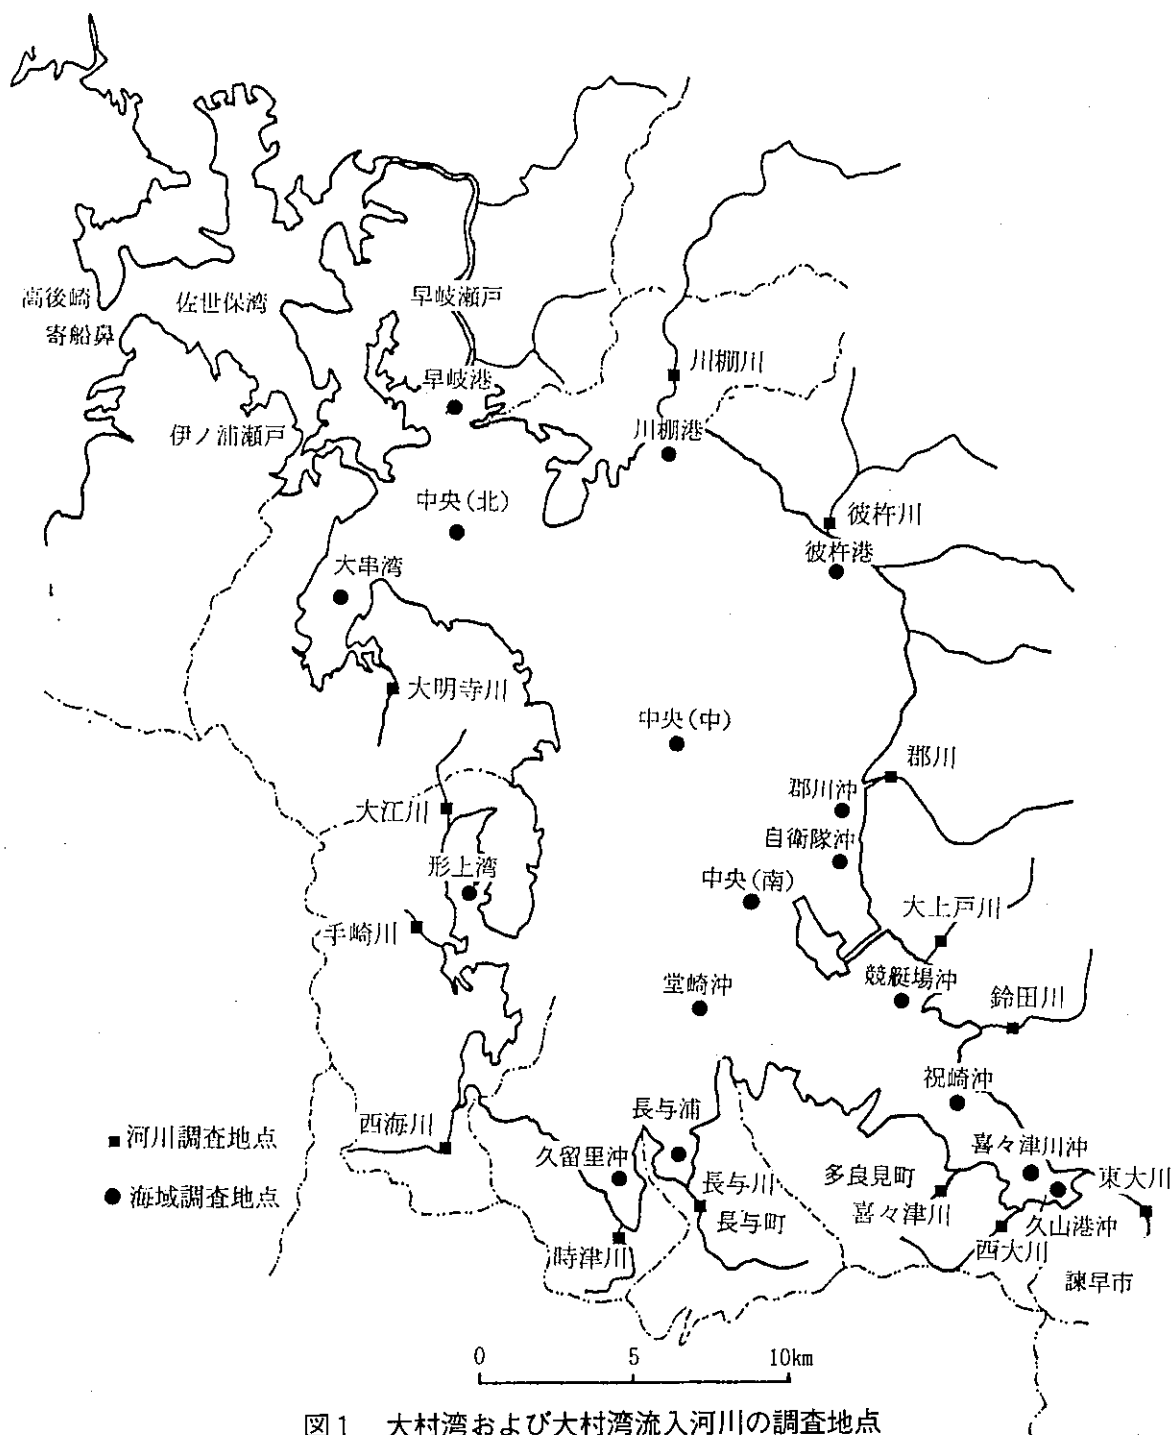 高後崎
佐世保湾
早岐瀬戸
寄船鼻
川棚川
早岐港
伊ノ浦瀬戸
川棚港
中央(北)
彼杵川
彼杵港
大串湾
大明寺川
中央(中)
郡川
郡川沖
大江川
自衛隊沖
形上湾
中央(南)
大上戸川
手崎川
競艇場沖
堂崎沖
鈴田川
祝崎沖
長与浦
西海川
■河川調査地点
喜々津川沖
久留里沖
多良見町
東大川
長与川
●海域調査地点
喜々津川
長与町
久山港沖
西大川
時津川
諫早市
0 5 10km
図1 大村湾および大村湾流入河川の調査地点